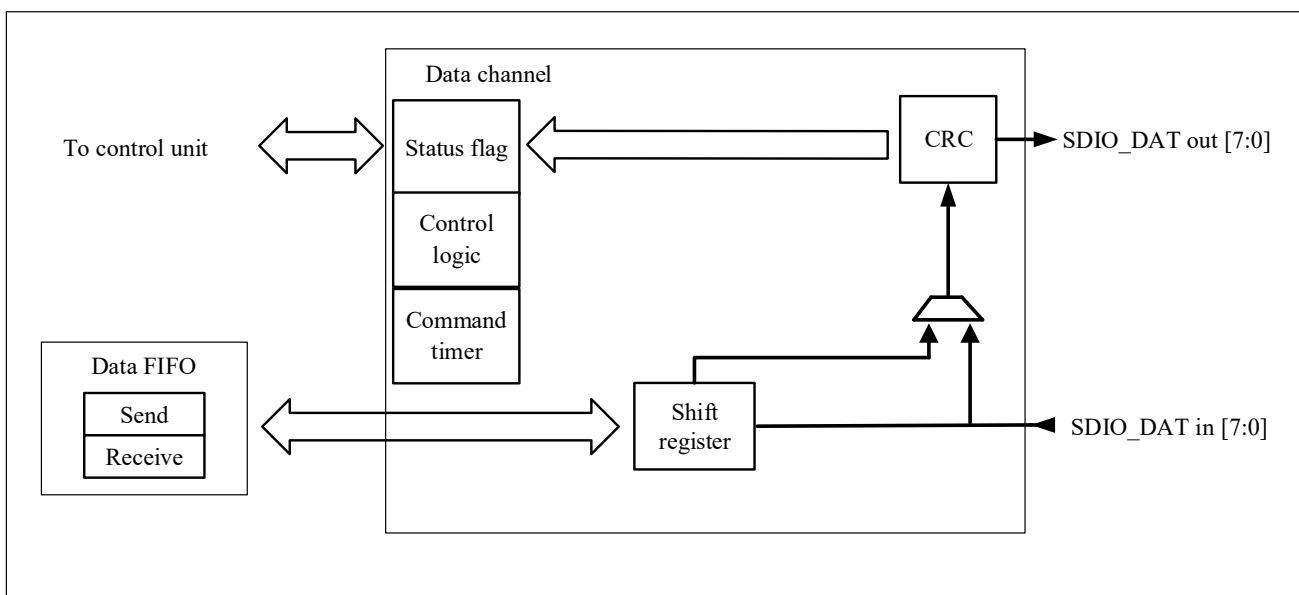 Data channel
To control unit
Status flag
CRC
SDIO_DAT out [7:0]
Control
logic
Command
timer
Data FIFO
Send
Receive
Shift
register
SDIO_DAT in [7:0]